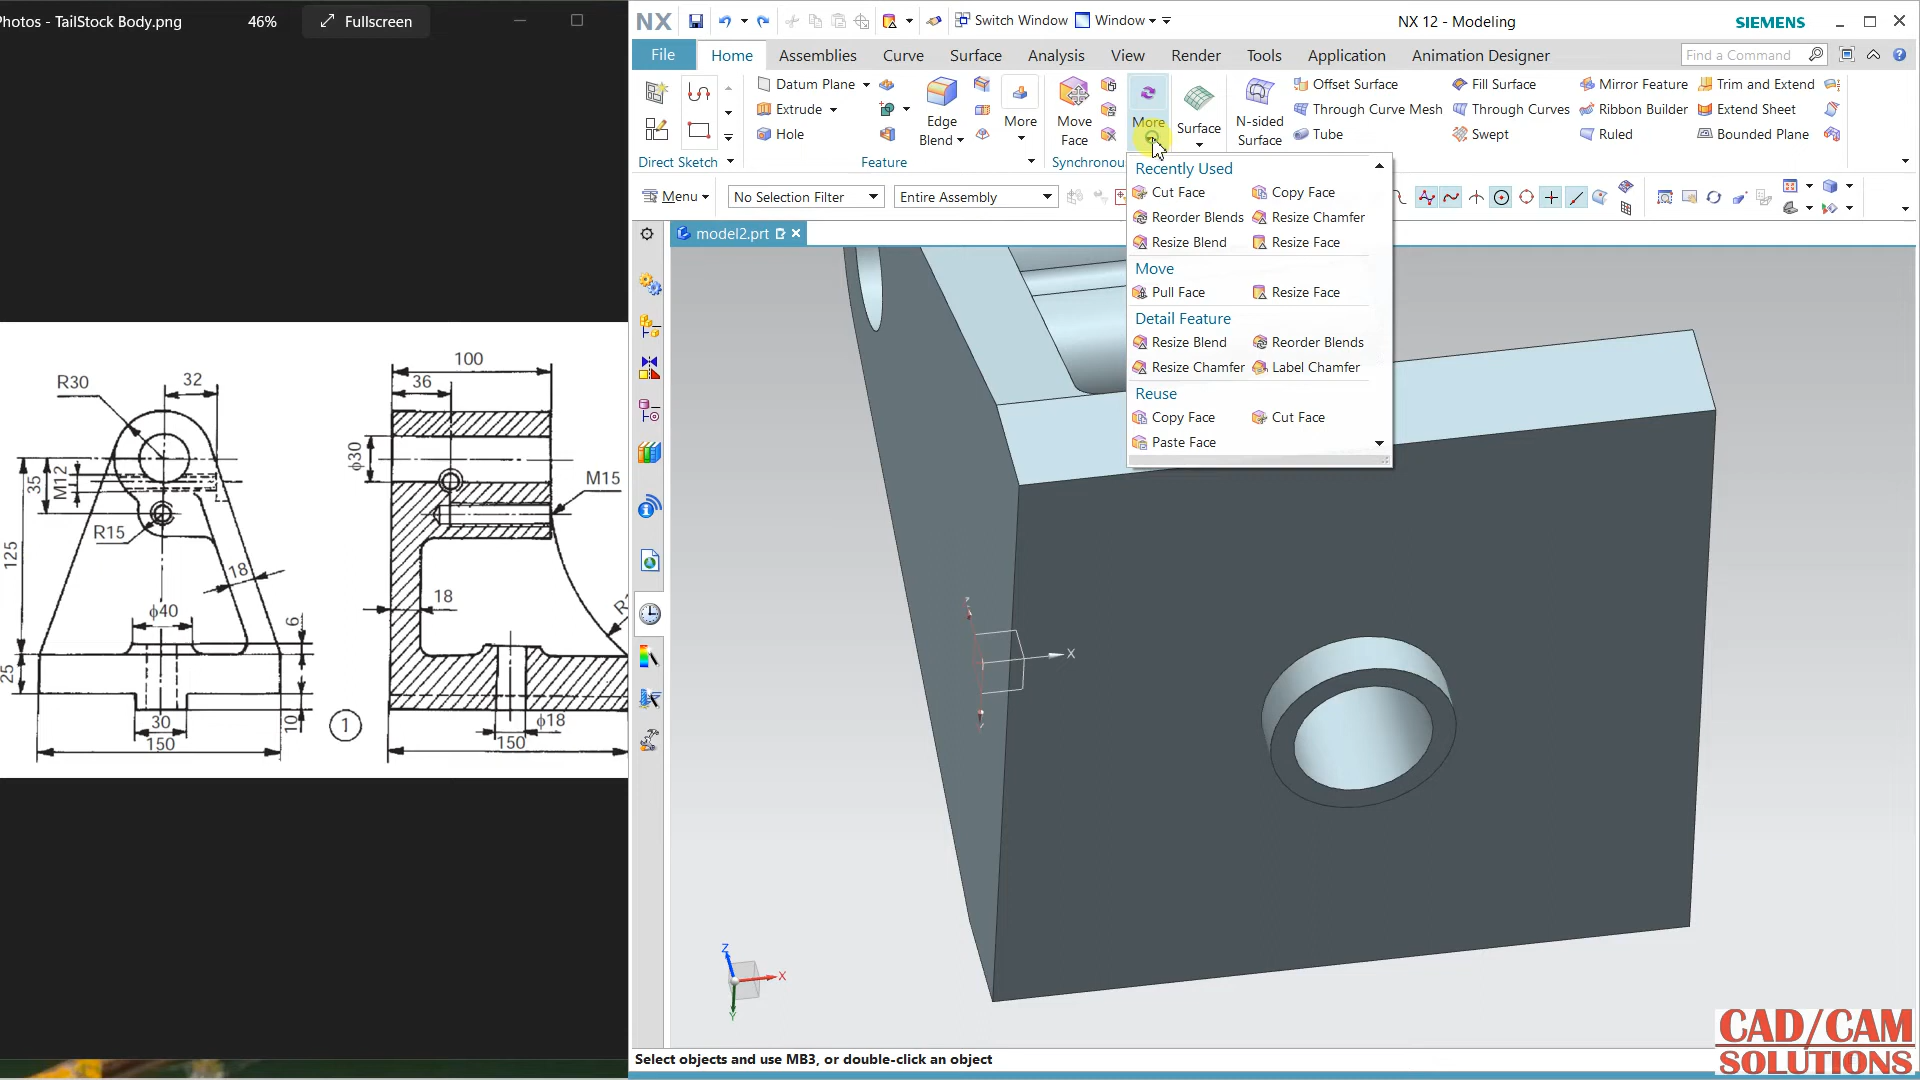 Photos - TailStock Body.png 46% Fullscreen
NX Switch Window Window NX 12 - Modeling SIEMENS
File Home Assemblies Curve Surface Analysis View Render Tools Application Animation Designer Find a Command
Datum Plane Offset Surface Fill Surface Mirror Feature Trim and Extend
Extrude Edge Blend More Move Face More Surface N-sided Surface Through Curve Mesh Through Curves Ribbon Builder Extend Sheet
Hole Tube Swept Ruled Bounded Plane
Direct Sketch Feature Synchronou
Menu No Selection Filter Entire Assembly
model2.prt
Recently Used
Cut Face Copy Face
Reorder Blends Resize Chamfer
Resize Blend Resize Face
Move
Pull Face Resize Face
Detail Feature
Resize Blend Reorder Blends
Resize Chamfer Label Chamfer
Reuse
Copy Face Cut Face
Paste Face
R30 32
35
M12
R15
125
18
ϕ40
6
25
30
10
150
1
100
36
ϕ30
M15
18
R
ϕ18
150
X
Z
X
Y
Select objects and use MB3, or double-click an object
CAD/CAM
SOLUTIONS